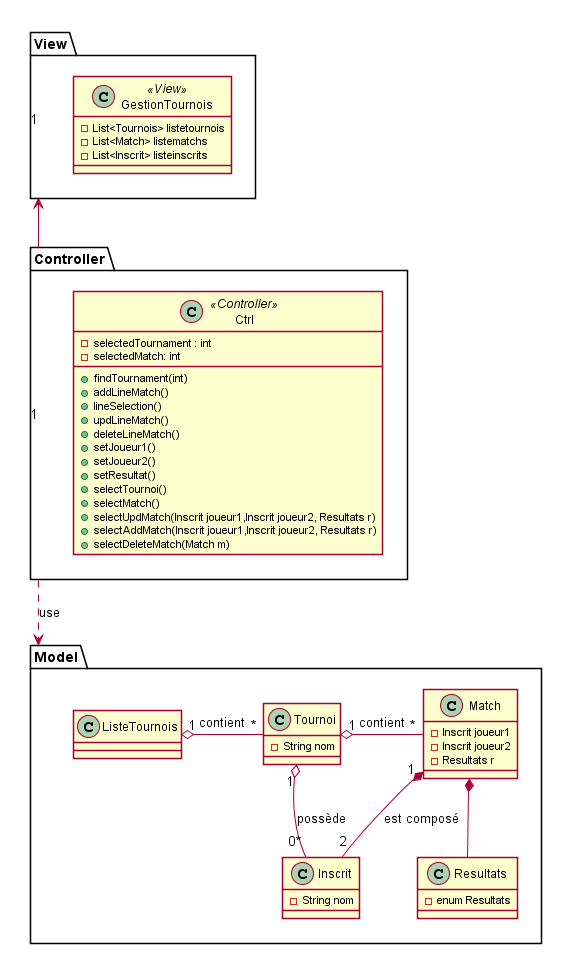 View
«View»
C
GestionTournois
List<Tournois> listetournois
List<Match> listematchs
List<Inscrit> listeinscrits
1
Controller
«Controller»
C
Ctrl
selectedTournament : int
selectedMatch: int
findTournament(int)
addLineMatch()
lineSelection()
updLineMatch()
deleteLineMatch()
setJoueur1()
setJoueur2()
setResultat()
selectTournoi()
selectMatch()
selectUpdMatch(Inscrit joueur1,Inscrit joueur2, Resultats r)
selectAddMatch(Inscrit joueur1,Inscrit joueur2, Resultats r)
selectDeleteMatch(Match m)
1
use
Model
C ListeTournois
1 contient *
C Tournoi
String nom
1 contient *
C Match
Inscrit joueur1
Inscrit joueur2
Resultats r
1
possède
0*
1
est composé
2
C Inscrit
String nom
C Resultats
enum Resultats